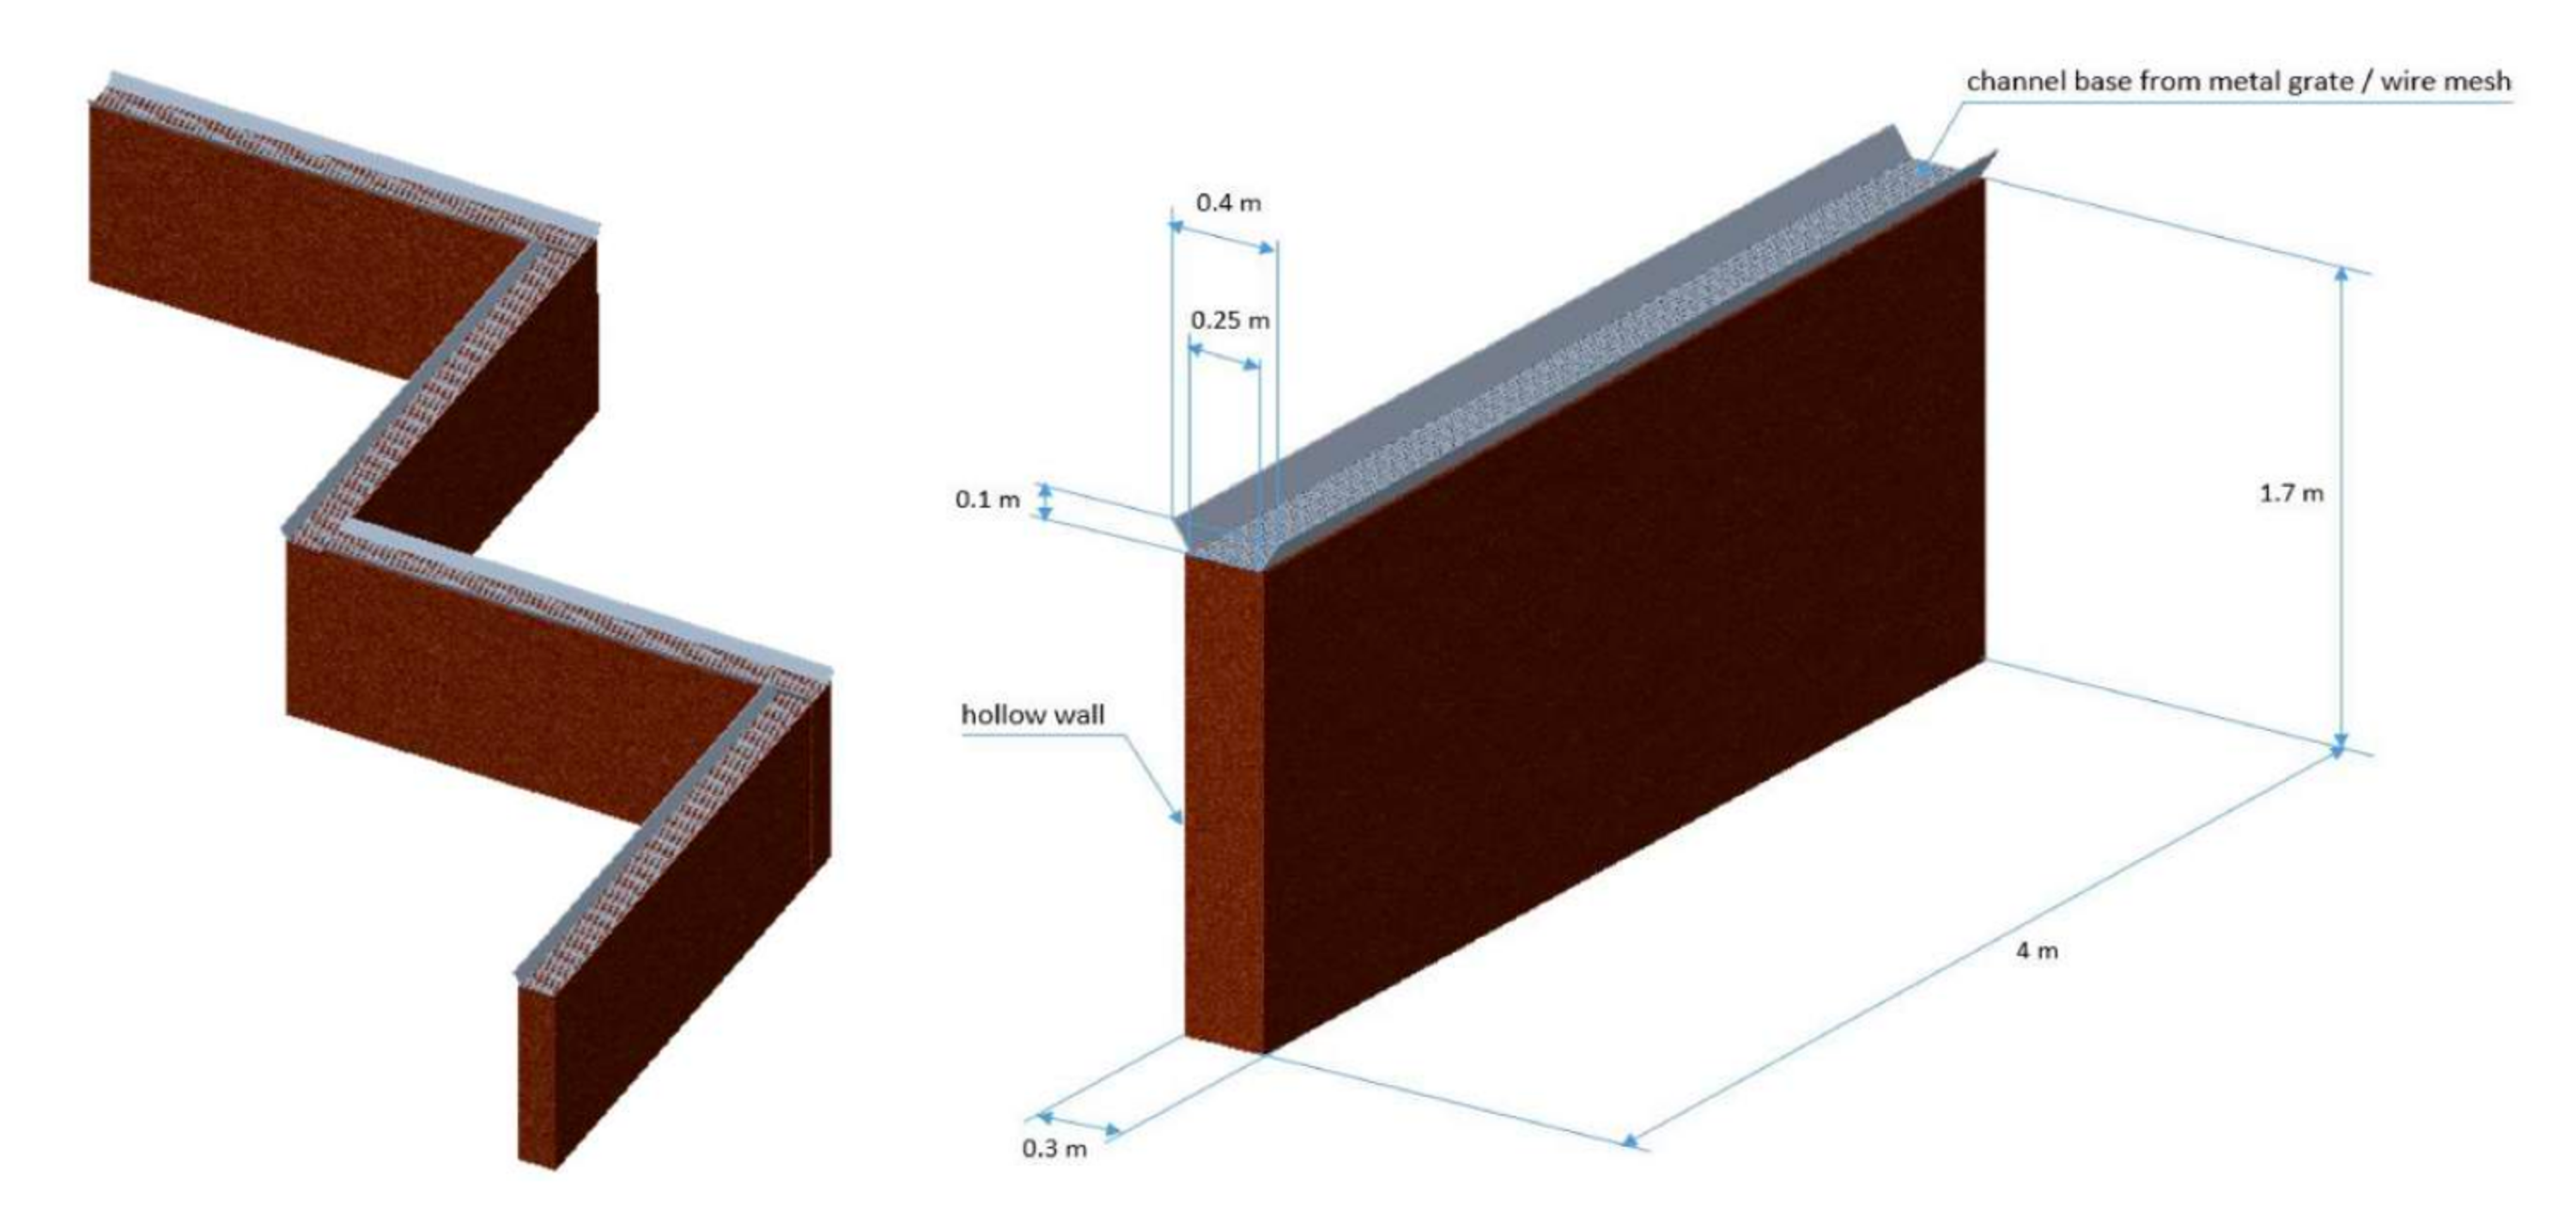 channel base from metal grate / wire mesh
0.4 m
0.25 m
0.1 m
1.7 m
hollow wall
4 m
0.3 m